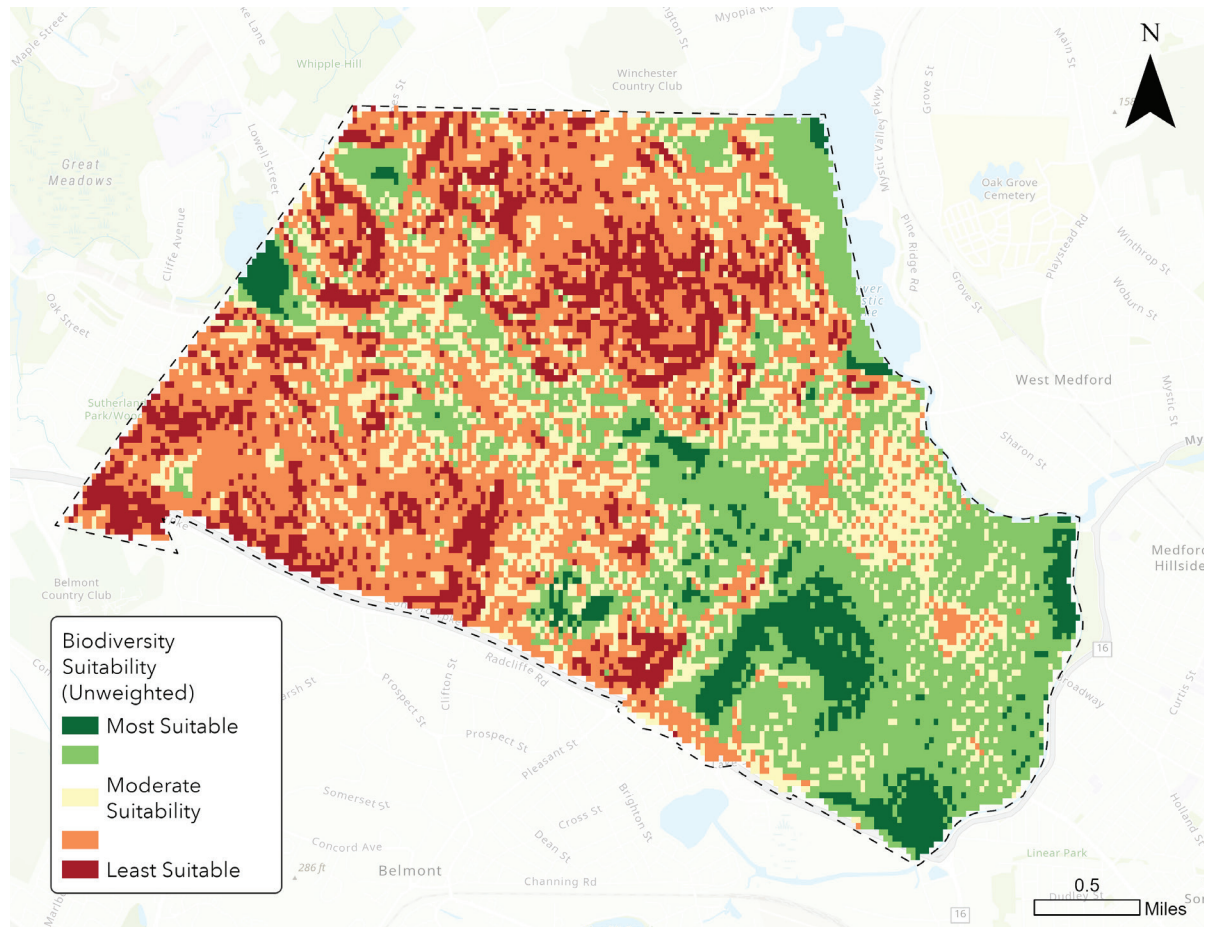 Maple Street
Myopia Rd
Main St
N
Whipple Hill
Winchester
Country Club
Grove St
Mystic Valley Pkwy
Lowell Street
Great
Meadows
Oak Grove
Cemetery
Cliffe Avenue
Playstead Rd
Winthrop St
Pine Ridge Rd
Woburn St
Oak Street
Grove St
West Medford
Mystic St
Sutherland
Sharon St
My
Belmont
Country Club
Medford
Hillside
16
Biodiversity
Suitability
(Unweighted)
Most Suitable
Moderate
Suitability
Least Suitable
Radcliffe Rd
Clifton St
Prospect St
Prospect St
Pleasant St
Curtis St
Somerset St
Cross St
Brighton St
Dean St
Holland St
Concord Ave
286 ft
Belmont
Channing Rd
Linear Park
Dudley St
16
0.5
Miles